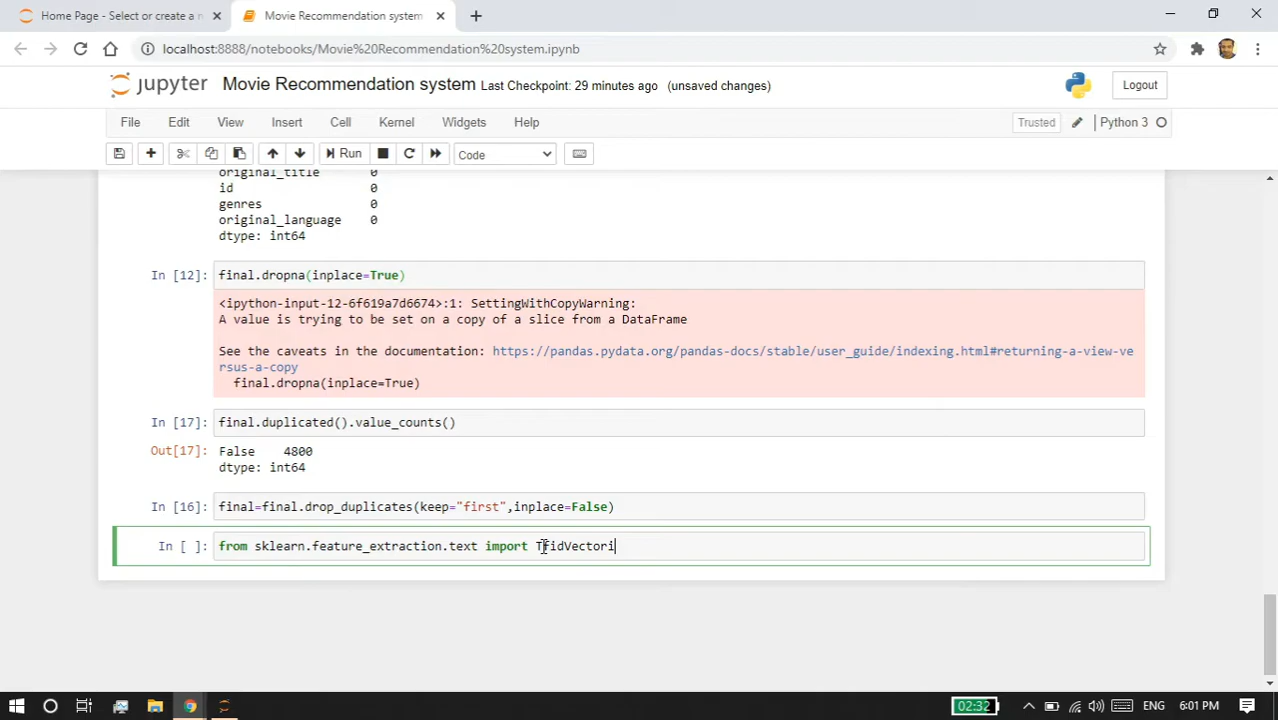 Home Page - Select or create a n
Movie Recommendation system
localhost:8888/notebooks/Movie%20Recommendation%20system.ipynb
jupyter Movie Recommendation system Last Checkpoint: 29 minutes ago (unsaved changes)
Logout
File Edit View Insert Cell Kernel Widgets Help
Trusted
Python 3
Run
Code
original_title 0
id 0
genres 0
original_language 0
dtype: int64
In [12]: final.dropna(inplace=True)
<ipython-input-12-6f619a7d6674>:1: SettingWithCopyWarning:
A value is trying to be set on a copy of a slice from a DataFrame
See the caveats in the documentation: https://pandas.pydata.org/pandas-docs/stable/user_guide/indexing.html#returning-a-view-ve
rsus-a-copy
final.dropna(inplace=True)
In [17]: final.duplicated().value_counts()
Out[17]: False 4800
dtype: int64
In [16]: final=final.drop_duplicates(keep="first",inplace=False)
In [ ]: from sklearn.feature_extraction.text import TfidVectori
02:32
ENG
6:01 PM